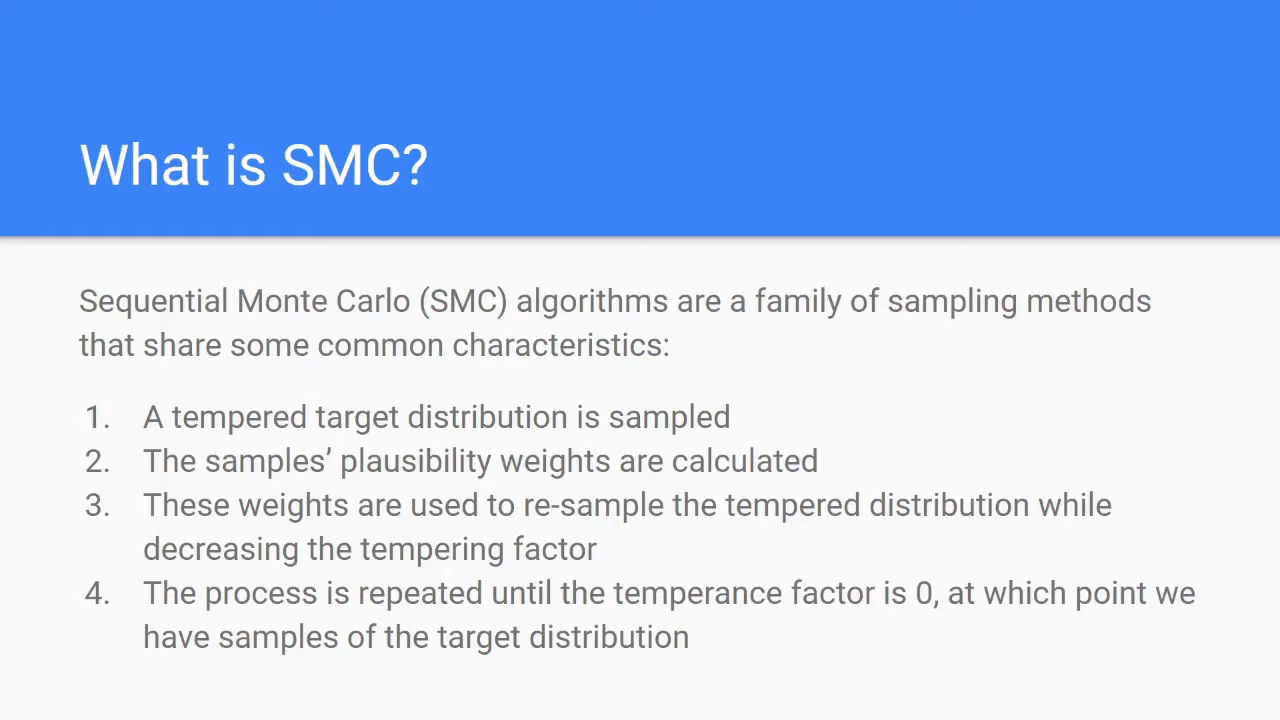 What is SMC?
Sequential Monte Carlo (SMC) algorithms are a family of sampling methods
that share some common characteristics:
1. A tempered target distribution is sampled
2. The samples’ plausibility weights are calculated
3. These weights are used to re-sample the tempered distribution while
decreasing the tempering factor
4. The process is repeated until the temperance factor is 0, at which point we
have samples of the target distribution